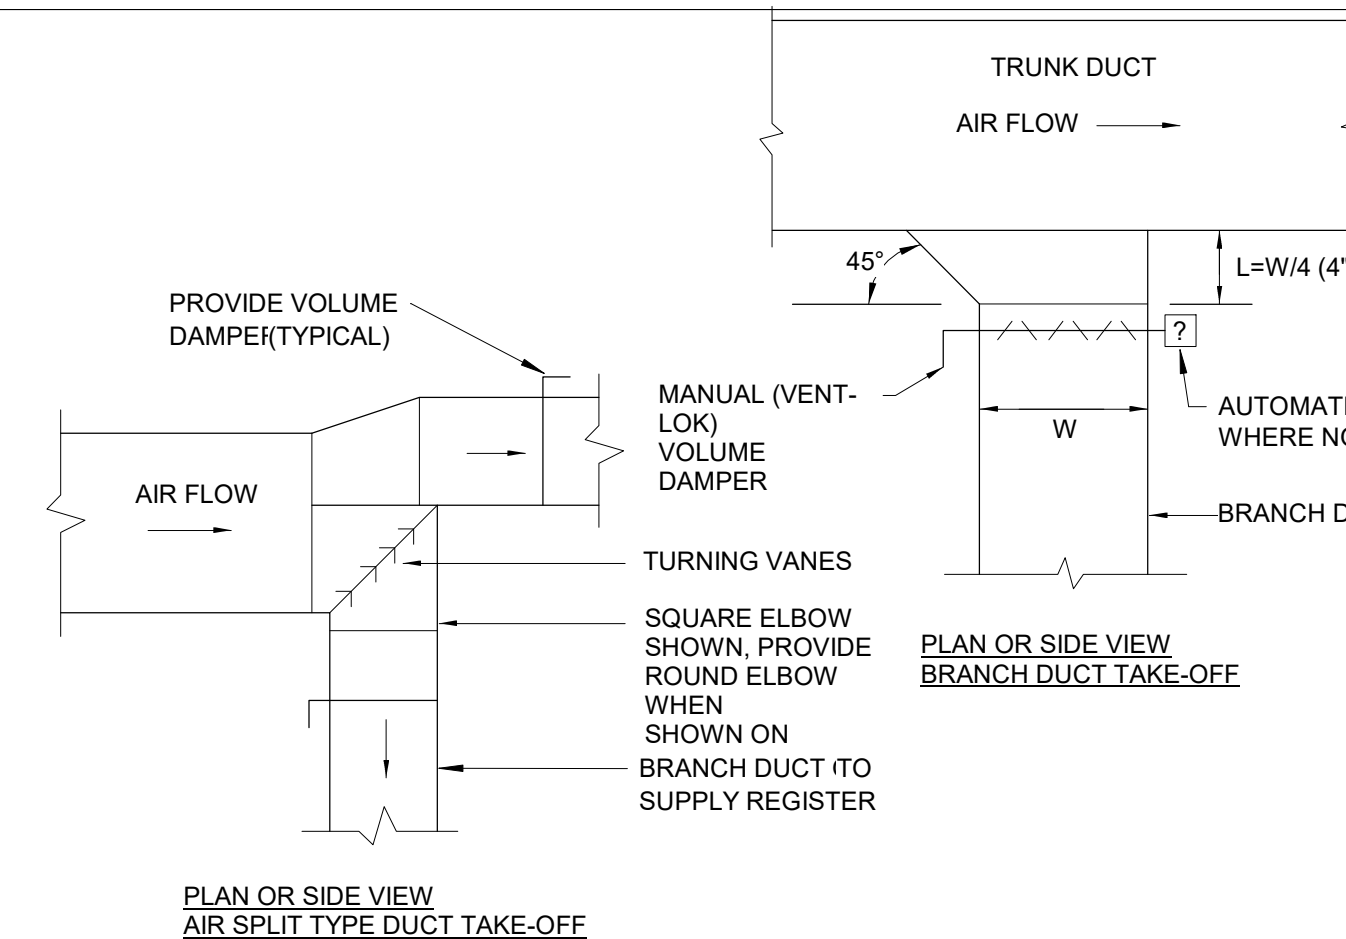 TRUNK DUCT
AIR FLOW
45°
L=W/4 (4"
?
PROVIDE VOLUME
(TYPICAL)
MANUAL (VENT-
LOK)
VOLUME
DAMPER
W
AIR FLOW
TURNING VANES
SQUARE ELBOW
SHOWN, PROVIDE
ROUND ELBOW
WHEN
SHOWN ON
BRANCH DUCT
TO
SUPPLY REGISTER
WHERE
BRANCH
PLAN OR SIDE VIEW
BRANCH DUCT TAKE-OFF
PLAN OR SIDE VIEW
AIR SPLIT TYPE DUCT TAKE-OFF